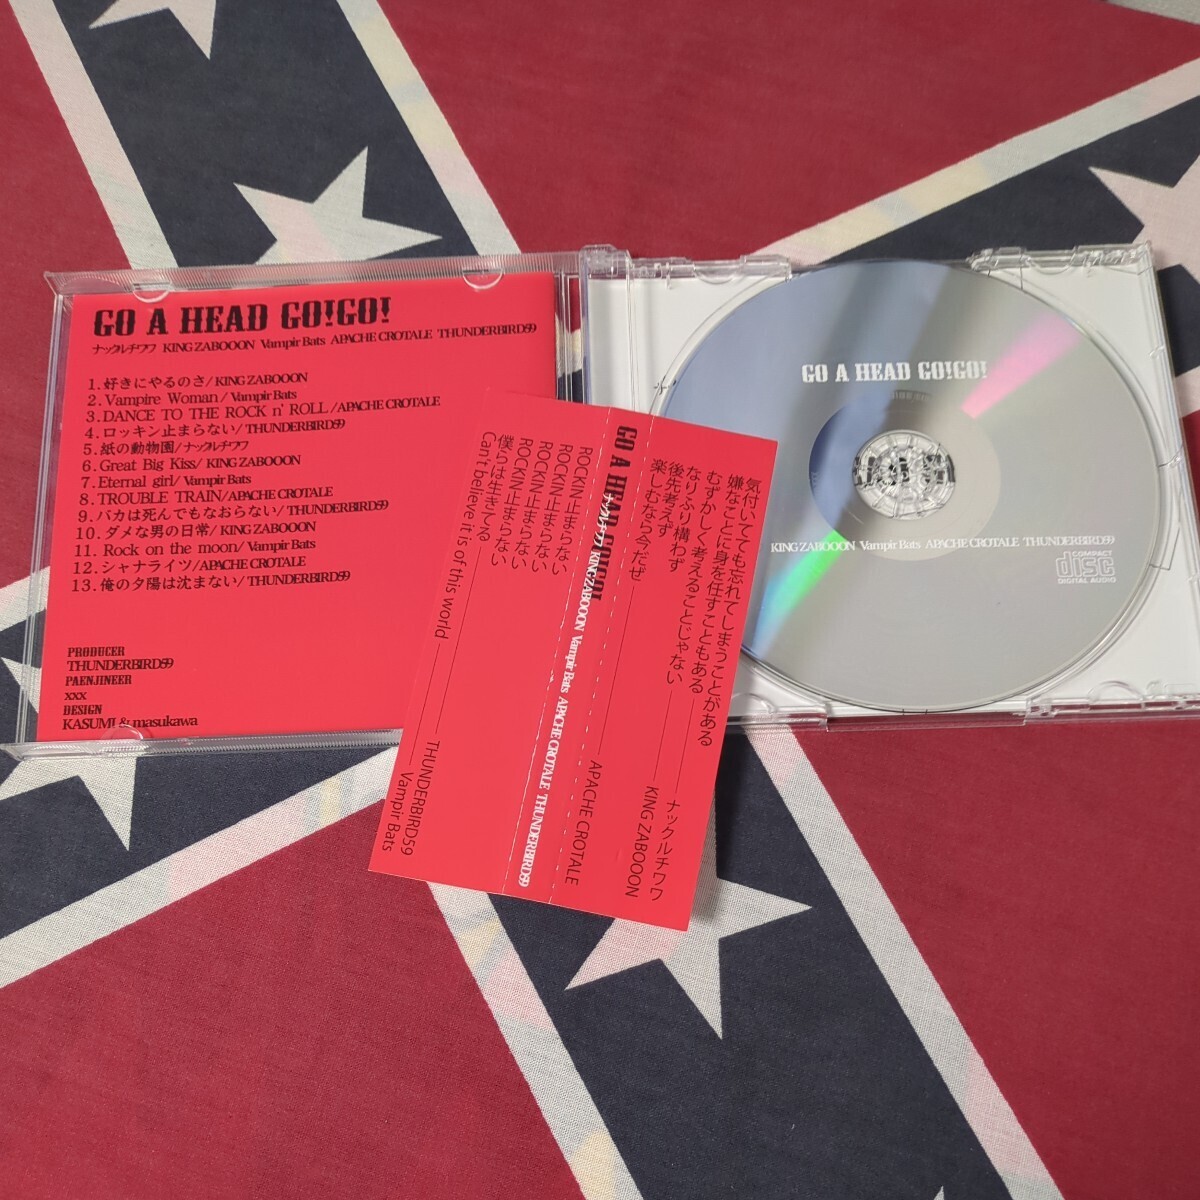 GO A HEAD GO!GO!
ナックルチワワ KING ZABOOON Vampir Bats APACHE CROTALE THUNDERBIRD59
1. 好きにやるのさ/ KING ZABOOON
2. Vampire Woman/ Vampir Bats
3. DANCE TO THE ROCK n' ROLL/APACHE CROTALE
4. ロッキン止まらない/ THUNDERBIRD59
5. 紙の動物園/ナックルチワワ
6. Great Big Kiss/ KING ZABOOON
7. Eternal girl/ Vampir Bats
8. TROUBLE TRAIN/APACHE CROTALE
9. バカは死んでもなおらない/ THUNDERBIRD59
10. ダメな男の日常/ KING ZABOOON
11. Rock on the moon/ Vampir Bats
12. シャナライツ/APACHE CROTALE
13. 俺の夕陽は沈まない/ THUNDERBIRD59
PRODUCER
THUNDERBIRD59
PAENJINEER
xxx
DESIGN
KASUMI & masukawa
気付いてても忘れてしまうことがある
嫌なことに身を任すこともある ナックルチワワ
むずかしく考えることじゃない KING ZABOOON
なりふり構わず
後先考えず
楽しむなら今だぜ APACHE CROTALE
GO A HEAD GO!GO!
ナックルチワワ KING ZABOOON Vampir Bats APACHE CROTALE THUNDERBIRD59
ROCKIN止まらない
ROCKIN止まらない
ROCKIN止まらない
ROCKIN止まらない THUNDERBIRD59
僕らは生きてる
Can't believe it is of this world Vampir Bats
GO A HEAD GO!GO!
KING ZABOOON Vampir Bats APACHE CROTALE THUNDERBIRD59
COMPACT
disc
DIGITAL AUDIO